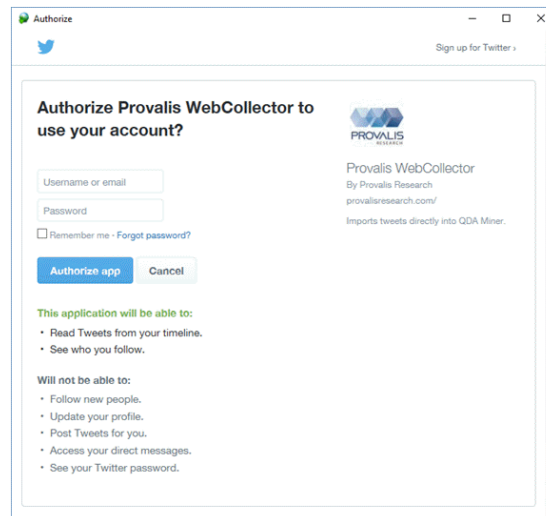 Authorize
Sign up for Twitter ›
Authorize Provalis WebCollector to
use your account?
PROVALIS
RESEARCH
Provalis WebCollector
By Provalis Research
provalisresearch.com/
Imports tweets directly into QDA Miner.
Username or email
Password
Remember me · Forgot password?
Authorize app
Cancel
This application will be able to:
• Read Tweets from your timeline.
• See who you follow.
Will not be able to:
• Follow new people.
• Update your profile.
• Post Tweets for you.
• Access your direct messages.
• See your Twitter password.